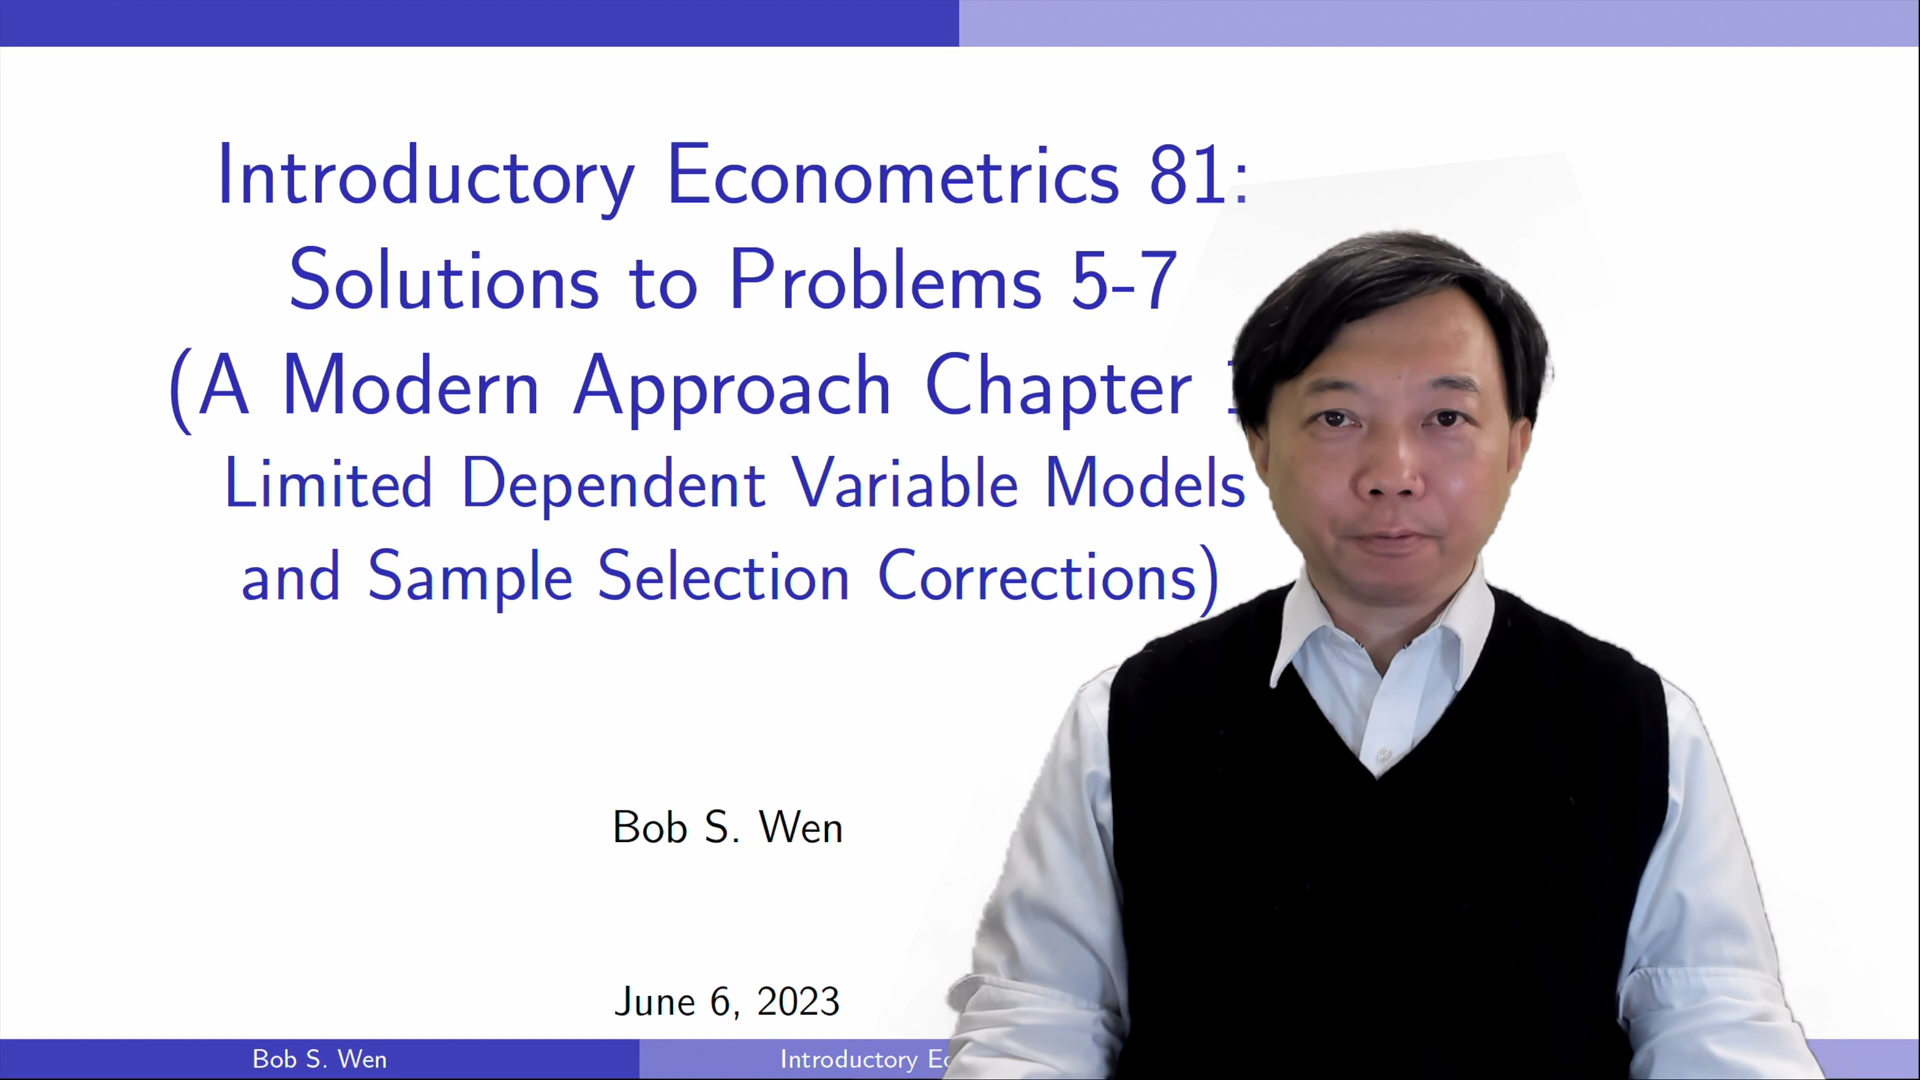 Introductory Econometrics 81:
Solutions to Problems 5-7
(A Modern Approach Chapter
Limited Dependent Variable Models
and Sample Selection Corrections)
Bob S. Wen
June 6, 2023
Bob S. Wen
Introductory